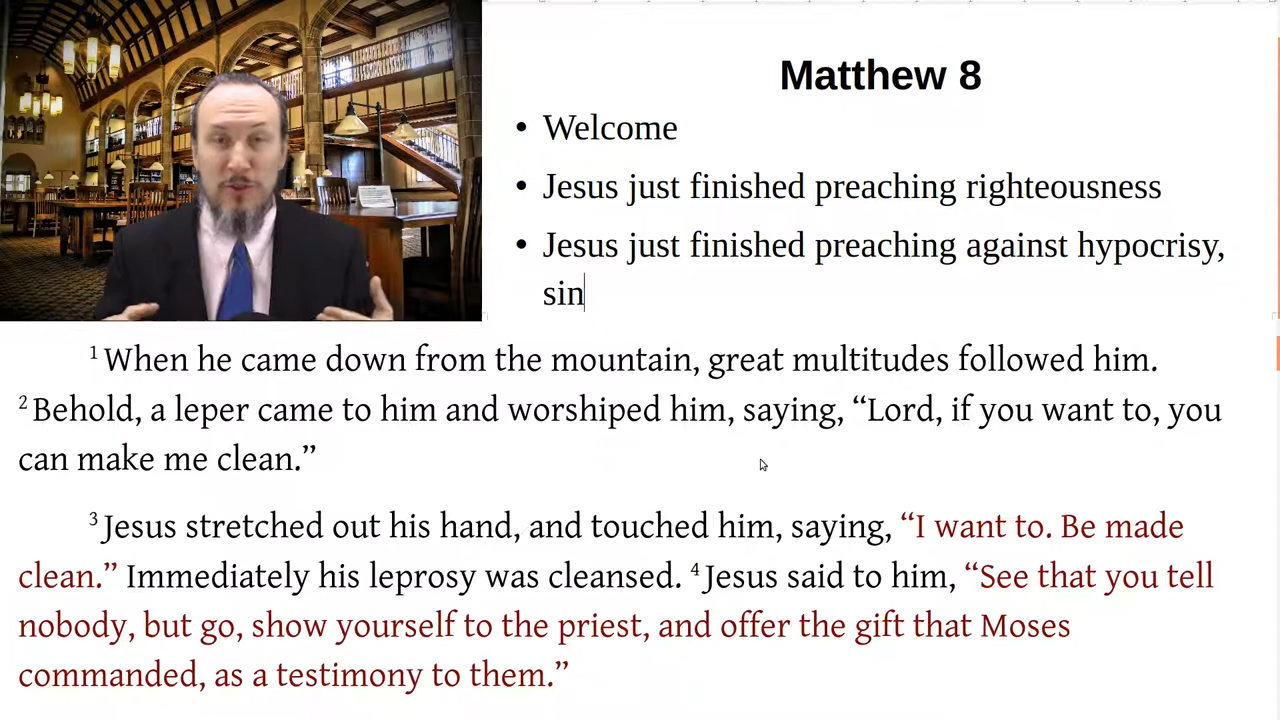 Matthew 8
• Welcome
• Jesus just finished preaching righteousness
• Jesus just finished preaching against hypocrisy,
sin
1 When he came down from the mountain, great multitudes followed him.
2 Behold, a leper came to him and worshiped him, saying, “Lord, if you want to, you
can make me clean.”
3 Jesus stretched out his hand, and touched him, saying, “I want to. Be made
clean.” Immediately his leprosy was cleansed. 4 Jesus said to him, “See that you tell
nobody, but go, show yourself to the priest, and offer the gift that Moses
commanded, as a testimony to them.”